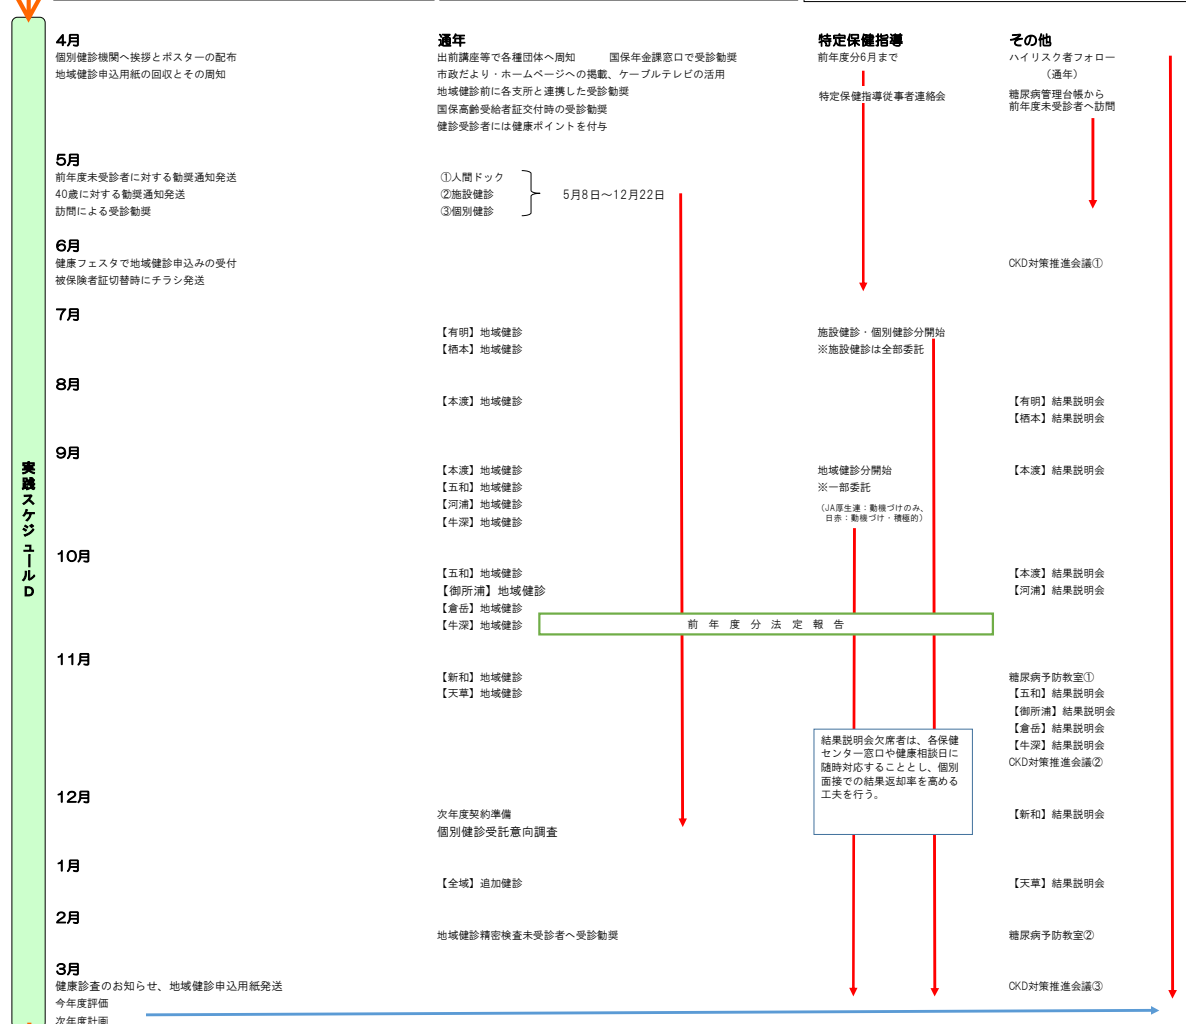 実践スケジュールD
4月
個別健診機関へ挨拶とポスターの配布
地域健診申込用紙の回収とその周知
通年
出前講座等で各種団体へ周知　　国保年金課窓口で受診勧奨
市政だより・ホームページへの掲載、ケーブルテレビの活用
地域健診前に各支所と連携した受診勧奨
国保高齢受給者証交付時の受診勧奨
健診受診者には健康ポイントを付与
特定保健指導
前年度分6月まで
特定保健指導従事者連絡会
その他
ハイリスク者フォロー
（通年）
糖尿病管理台帳から
前年度未受診者へ訪問
5月
前年度未受診者に対する勧奨通知発送
40歳に対する勧奨通知発送
訪問による受診勧奨
①人間ドック
②施設健診
③個別健診
5月8日～12月22日
6月
健康フェスタで地域健診申込みの受付
被保険者証切替時にチラシ発送
CKD対策推進会議①
7月
【有明】地域健診
【栖本】地域健診
施設健診・個別健診分開始
※施設健診は全部委託
8月
【本渡】地域健診
【有明】結果説明会
【栖本】結果説明会
9月
【本渡】地域健診
【五和】地域健診
【河浦】地域健診
【牛深】地域健診
地域健診分開始
※一部委託
（JA厚生連：動機づけのみ、
日赤：動機づけ・積極的）
【本渡】結果説明会
10月
【五和】地域健診
【御所浦】地域健診
【倉岳】地域健診
【牛深】地域健診
前年度分法定報告
【本渡】結果説明会
【河浦】結果説明会
11月
【新和】地域健診
【天草】地域健診
結果説明会欠席者は、各保健
センター窓口や健康相談日に
随時対応することとし、個別
面接での結果返却率を高める
工夫を行う。
糖尿病予防教室①
【五和】結果説明会
【御所浦】結果説明会
【倉岳】結果説明会
【牛深】結果説明会
CKD対策推進会議②
12月
次年度契約準備
個別健診受託意向調査
【新和】結果説明会
1月
【全域】追加健診
【天草】結果説明会
2月
地域健診精密検査未受診者へ受診勧奨
糖尿病予防教室②
3月
健康診査のお知らせ、地域健診申込用紙発送
今年度評価
次年度計画
CKD対策推進会議③